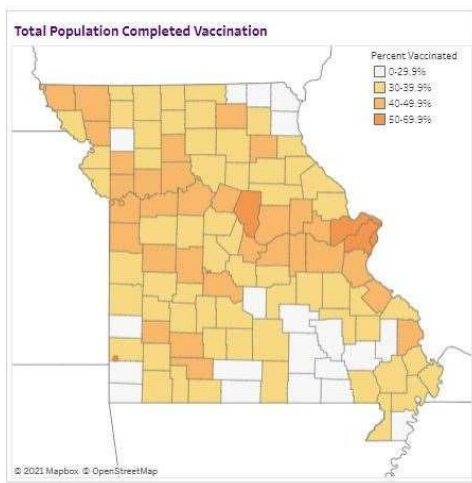 Total Population Completed Vaccination
Percent Vaccinated
0-29.9%
30-39.9%
40-49.9%
50-69.9%
© 2021 Mapbox © OpenStreetMap